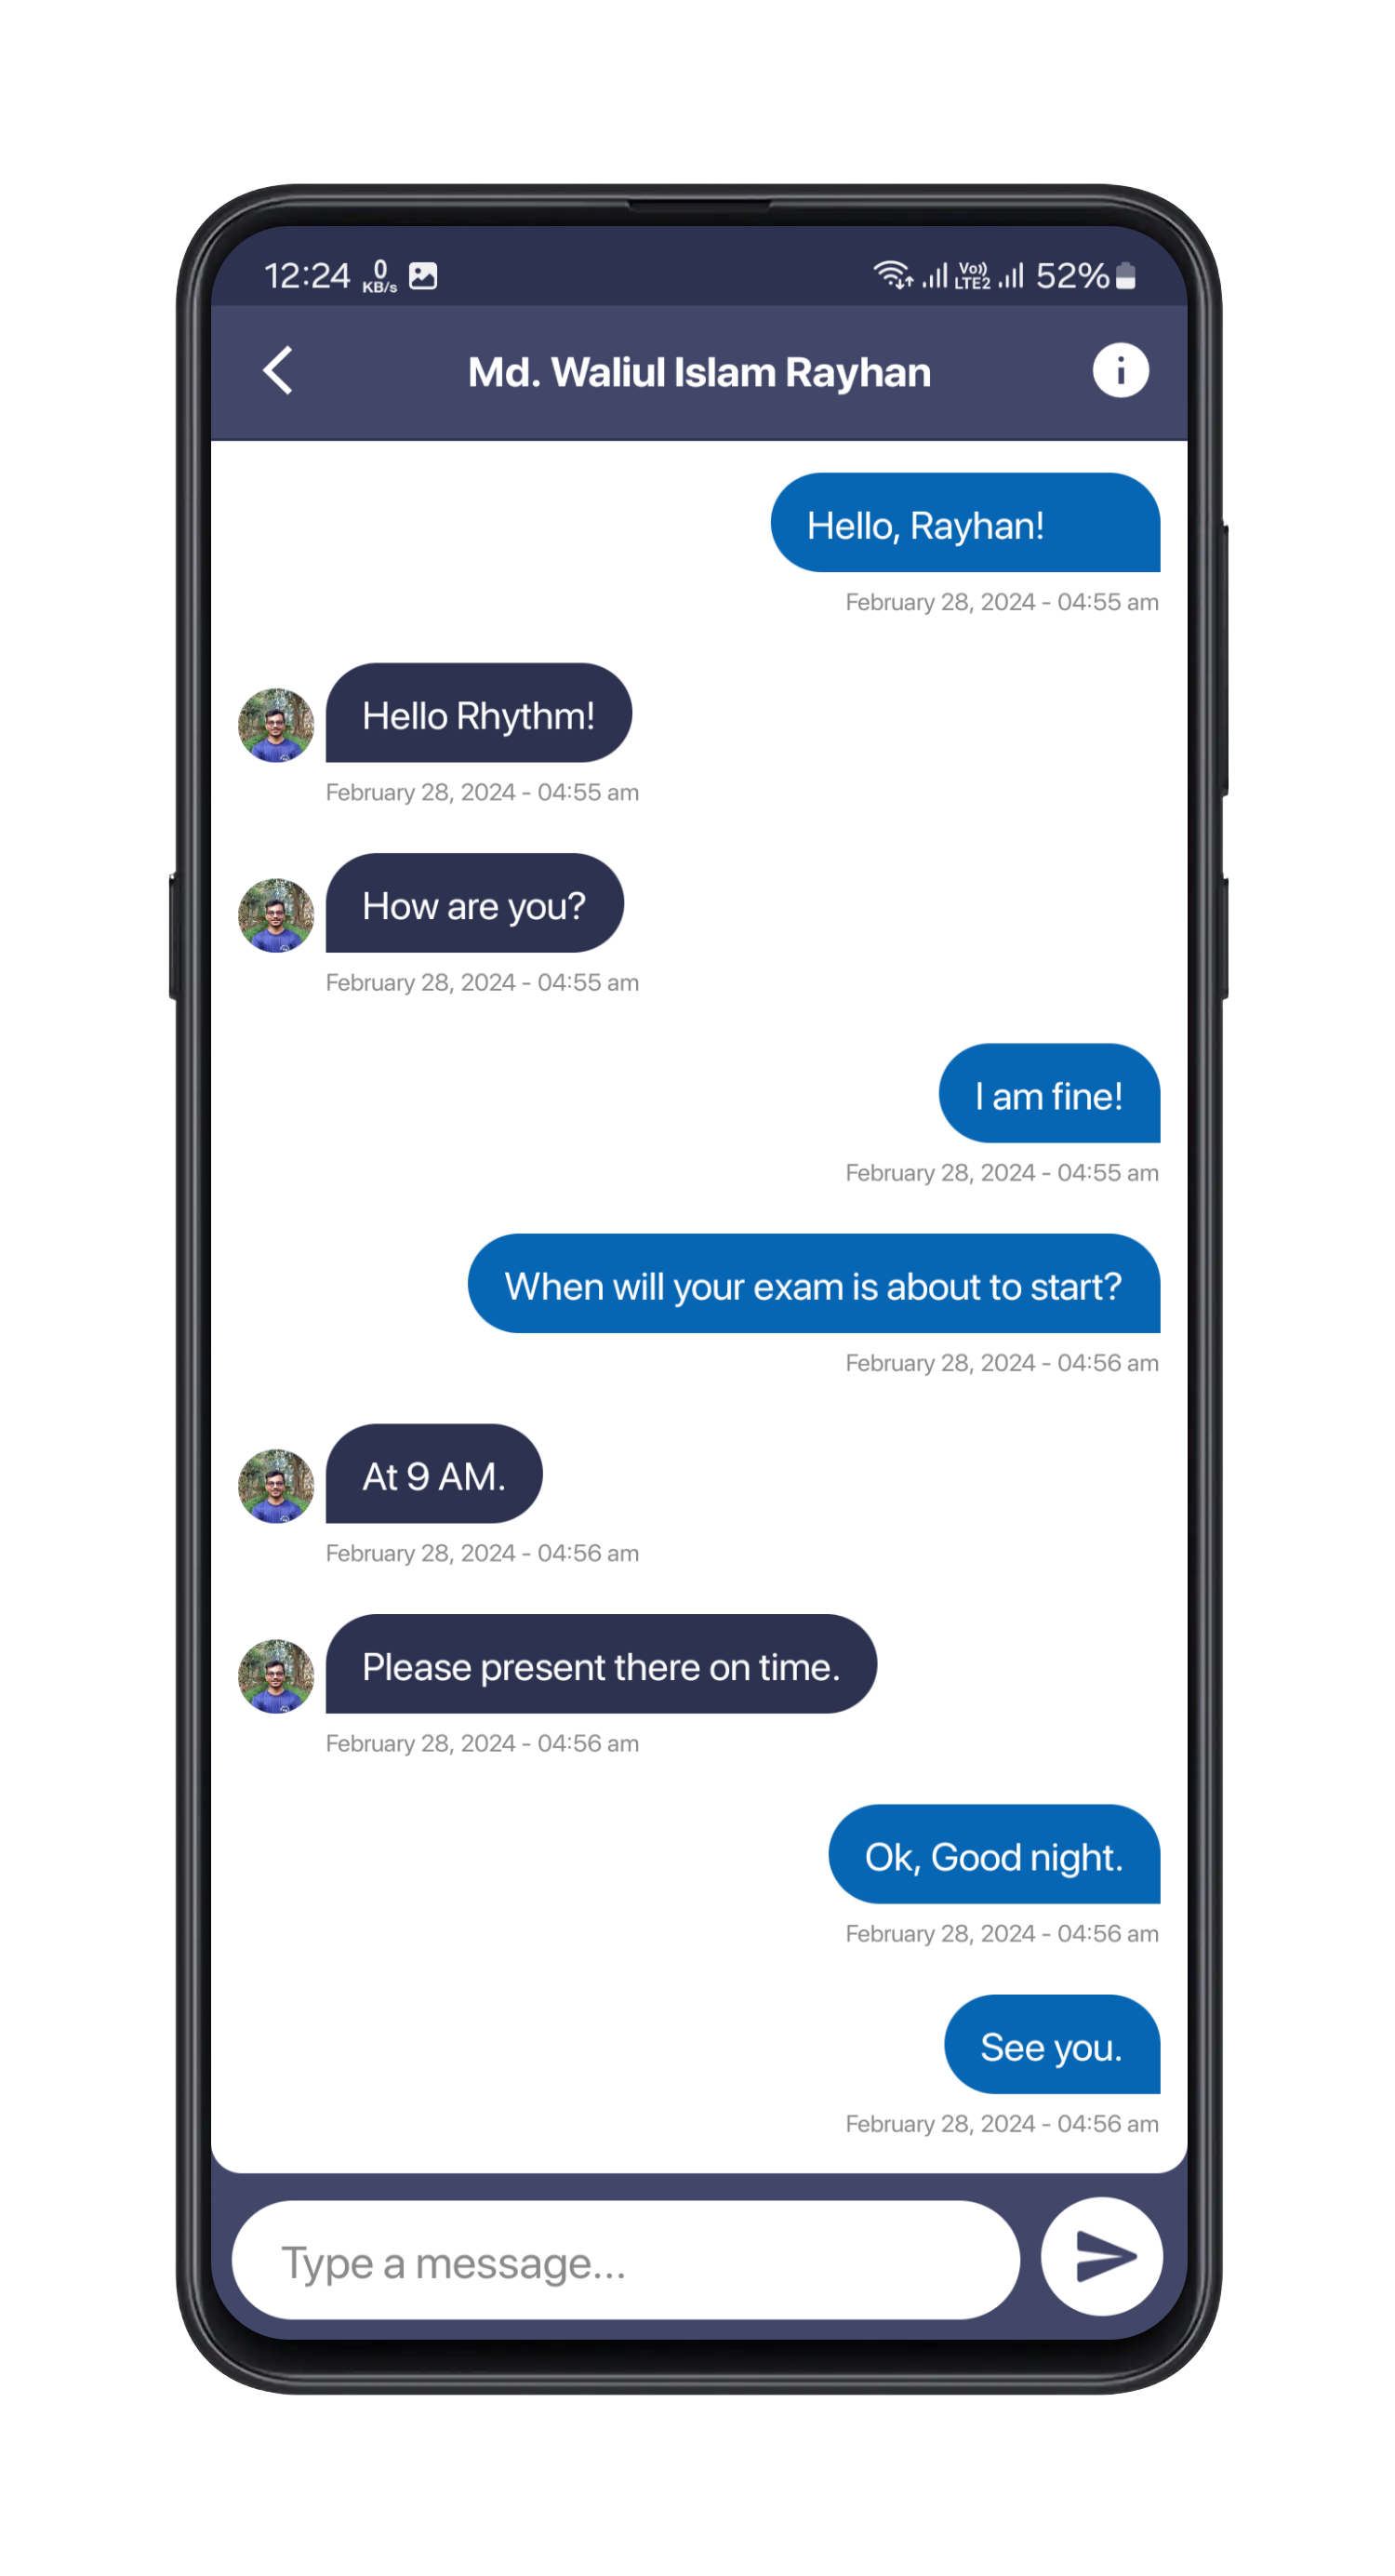 12:24 0 KB/s Vo)) LTE2 52%
Md. Waliul Islam Rayhan
Hello, Rayhan!
February 28, 2024 - 04:55 am
Hello Rhythm!
February 28, 2024 - 04:55 am
How are you?
February 28, 2024 - 04:55 am
I am fine!
February 28, 2024 - 04:55 am
When will your exam is about to start?
February 28, 2024 - 04:56 am
At 9 AM.
February 28, 2024 - 04:56 am
Please present there on time.
February 28, 2024 - 04:56 am
Ok, Good night.
February 28, 2024 - 04:56 am
See you.
February 28, 2024 - 04:56 am
Type a message...